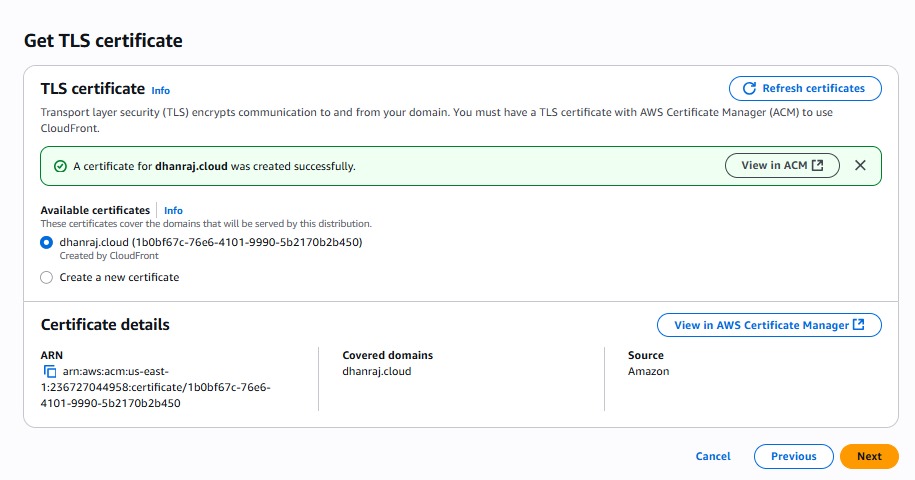 Get TLS certificate
TLS certificate Info
Refresh certificates
Transport layer security (TLS) encrypts communication to and from your domain. You must have a TLS certificate with AWS Certificate Manager (ACM) to use
CloudFront.
A certificate for dhanraj.cloud was created successfully.
View in ACM
Available certificates Info
These certificates cover the domains that will be served by this distribution.
dhanraj.cloud (1b0bf67c-76e6-4101-9990-5b2170b2b450)
Created by CloudFront
Create a new certificate
Certificate details
View in AWS Certificate Manager
ARN
arn:aws:acm:us-east-
1:236727044958:certificate/1b0bf67c-76e6-
4101-9990-5b2170b2b450
Covered domains
dhanraj.cloud
Source
Amazon
Cancel
Previous
Next